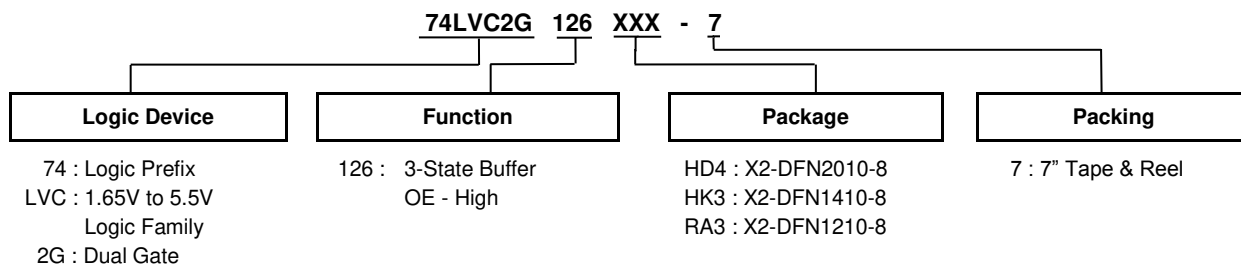 74LVC2G 126 XXX - 7
Logic Device
74 : Logic Prefix
LVC : 1.65V to 5.5V
Logic Family
2G : Dual Gate
Function
126 : 3-State Buffer
OE - High
Package
HD4 : X2-DFN2010-8
HK3 : X2-DFN1410-8
RA3 : X2-DFN1210-8
Packing
7 : 7” Tape & Reel